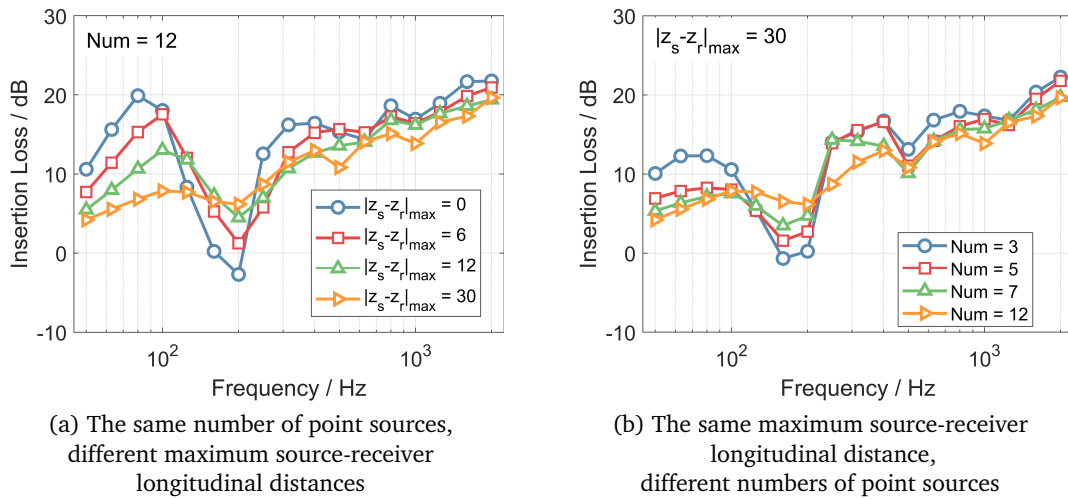 30
20
10
0
-10
Insertion Loss / dB
Num = 12
|z_s-z_r|_max = 0
|z_s-z_r|_max = 6
|z_s-z_r|_max = 12
|z_s-z_r|_max = 30
10^2
10^3
Frequency / Hz
(a) The same number of point sources,
different maximum source-receiver
longitudinal distances
30
20
10
0
-10
Insertion Loss / dB
|z_s-z_r|_max = 30
Num = 3
Num = 5
Num = 7
Num = 12
10^2
10^3
Frequency / Hz
(b) The same maximum source-receiver
longitudinal distance,
different numbers of point sources